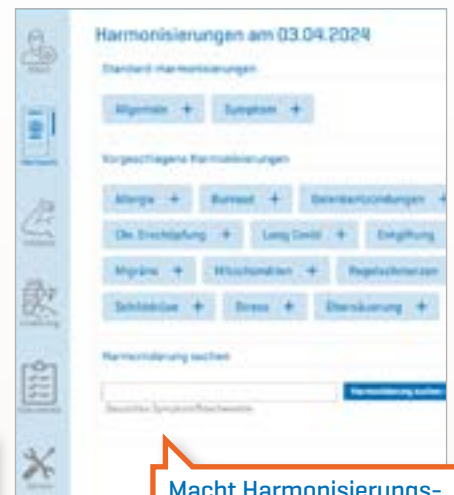 Harmonisierungen am 03.04.2024
Standard Harmonisierungen
Allgemein + Symptom +
Vorgeschlagene Harmonisierungen
Allergie + Burnout + Gelenkentzündungen +
Chr. Erschöpfung + Long Covid + Entgiftung
Migräne + Mitochondrien + Regelschmerzen
Schilddrüse + Stress + Übersäuerung +
Harmonisierung suchen
Harmonisierung suchen
Macht Harmonisierungs-